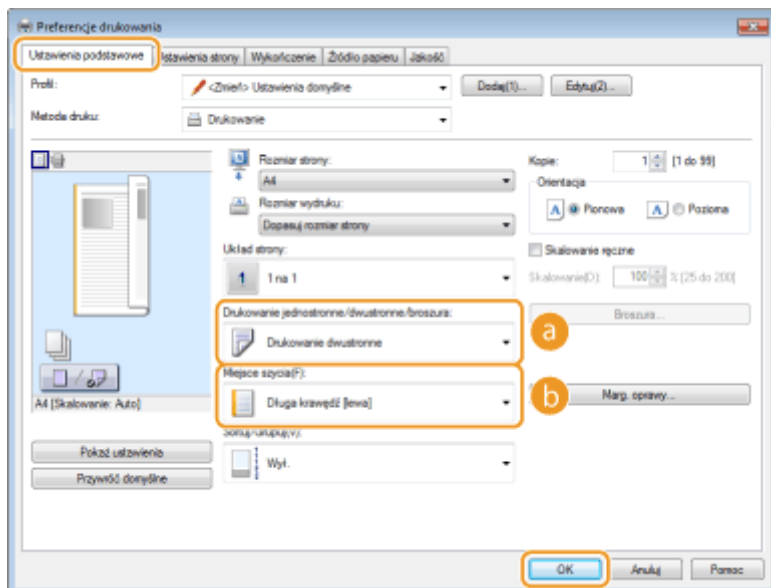 Preferencje drukowania
Ustawienia podstawowe Ustawienia strony Wykończenie Źródło papieru Jakość
Profil: <Zmień> Ustawienia domyślne Dodaj(1)... Edytuj(2)...
Metoda druku: Drukowanie
Rozmiar strony: Kopie: 1 [1 do 99]
A4 Orientacja
Rozmiar wydruku: A Pionowa A Pozioma
Dopasuj rozmiar strony
Układ strony: Skalowanie ręczne
1 1 na 1 Skalowanie(D): 100 % [25 do 200]
Drukowanie jednostronne/dwustronne/broszura: Broszura...
Drukowanie dwustronne a
Miejsce szycia(F):
Długa krawędź [lewa] b Marg. oprawy...
A4 [Skalowanie: Auto]
Sortuj/Grupuj(V):
Pokaż ustawienia Wył.
Przywróć domyślne
OK Anuluj Pomoc